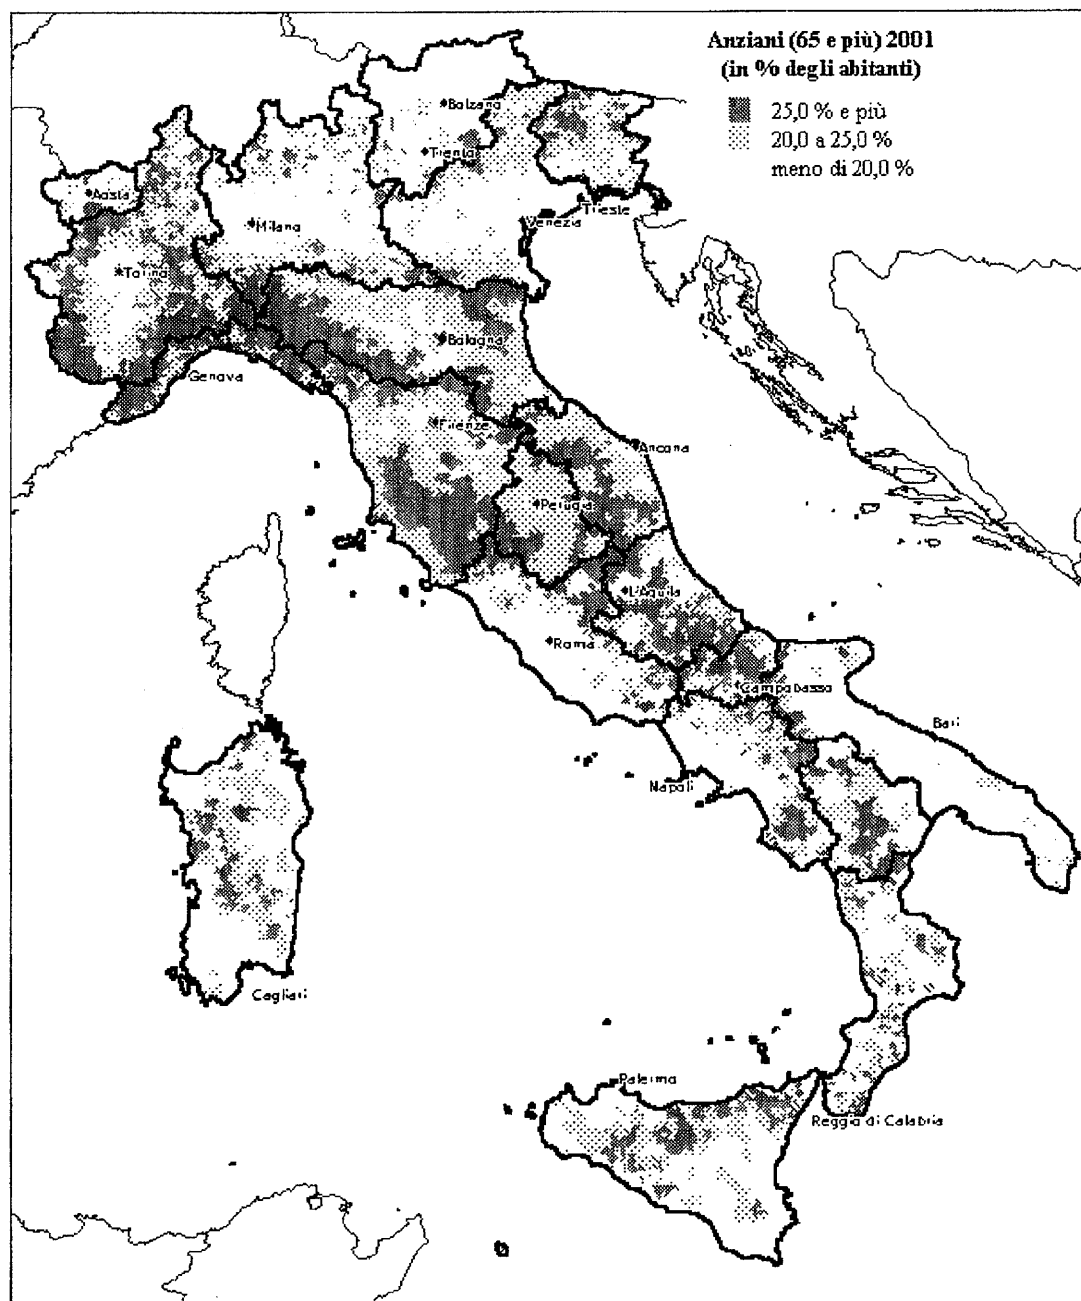 Anziani (65 e più) 2001
(in % degli abitanti)
25,0 % e più
20,0 a 25,0 %
meno di 20,0 %
Bolzano
Trento
Aosta
Trieste
Venezia
Milano
Torino
Bologna
Genova
Firenze
Ancona
Perugia
L'Aquila
Roma
Campobasso
Bari
Napoli
Cagliari
Palermo
Reggio di Calabria